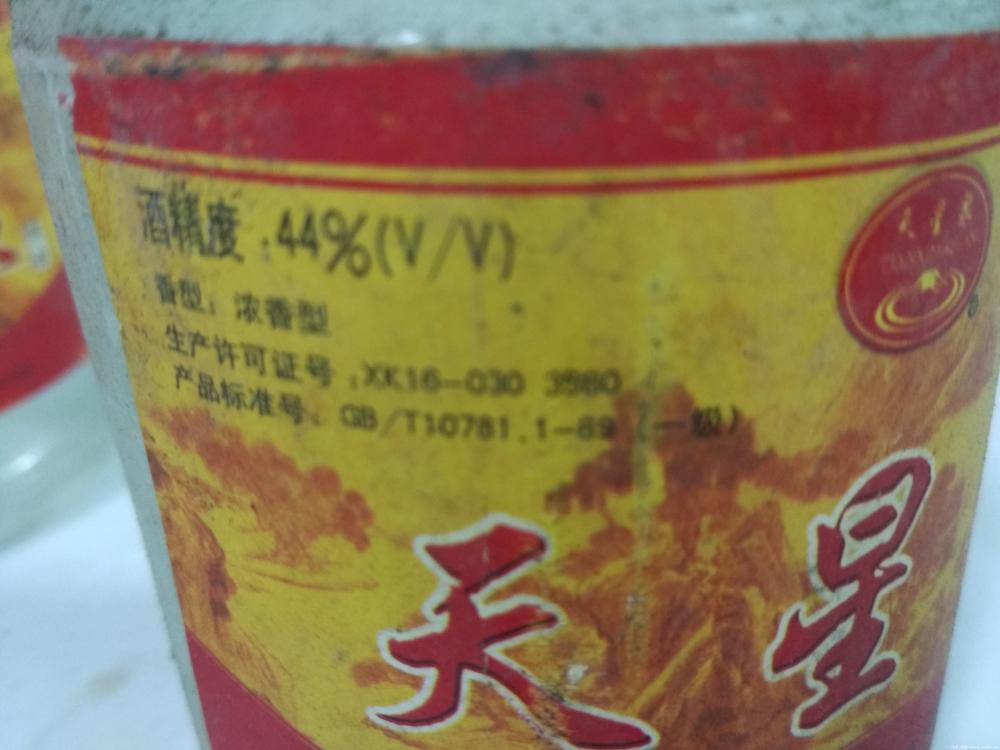 酒精度:44%(V/V)
香型:浓香型
生产许可证号:XK16-030 3980
产品标准号:GB/T10781.1-89(一级)
天星